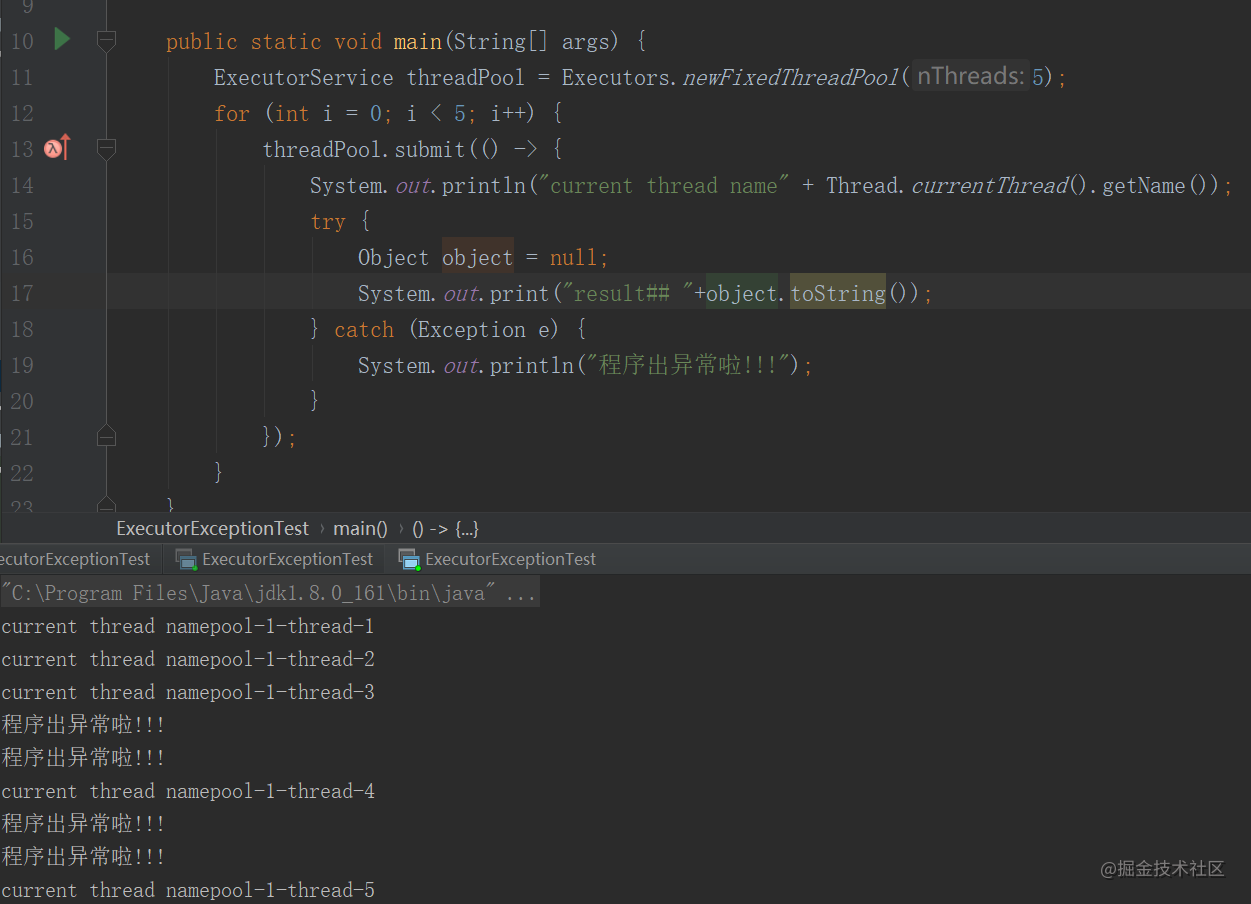 9
10 public static void main(String[] args) {
11 ExecutorService threadPool = Executors.newFixedThreadPool( nThreads: 5);
12 for (int i = 0; i < 5; i++) {
13 threadPool.submit(() -> {
14 System.out.println("current thread name" + Thread.currentThread().getName());
15 try {
16 Object object = null;
17 System.out.print("result## "+object.toString());
18 } catch (Exception e) {
19 System.out.println("程序出异常啦!!!");
20 }
21 });
22 }
23 }
ExecutorExceptionTest › main() › () -> {...}
ecutorExceptionTest ExecutorExceptionTest ExecutorExceptionTest
"C:\Program Files\Java\jdk1.8.0_161\bin\java" ...
current thread namepool-1-thread-1
current thread namepool-1-thread-2
current thread namepool-1-thread-3
程序出异常啦!!!
程序出异常啦!!!
current thread namepool-1-thread-4
程序出异常啦!!!
程序出异常啦!!!
@掘金技术社区
current thread namepool-1-thread-5